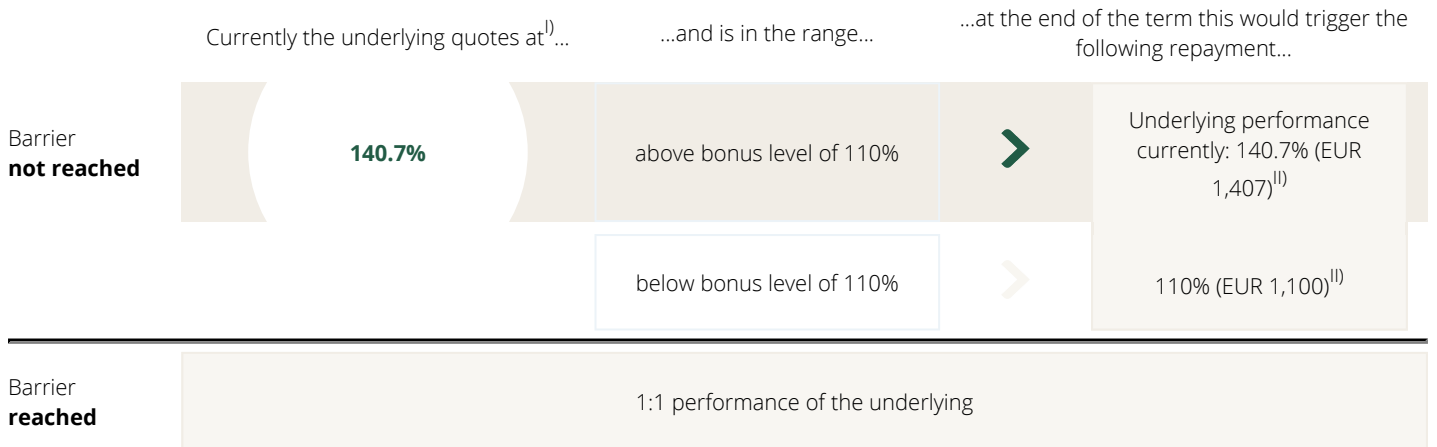 Currently the underlying quotes at I)...
...and is in the range...
...at the end of the term this would trigger the
following repayment...
Barrier
not reached
140.7%
above bonus level of 110%
Underlying performance
currently: 140.7% (EUR
1,407) II)
below bonus level of 110%
110% (EUR 1,100) II)
Barrier
reached
1:1 performance of the underlying